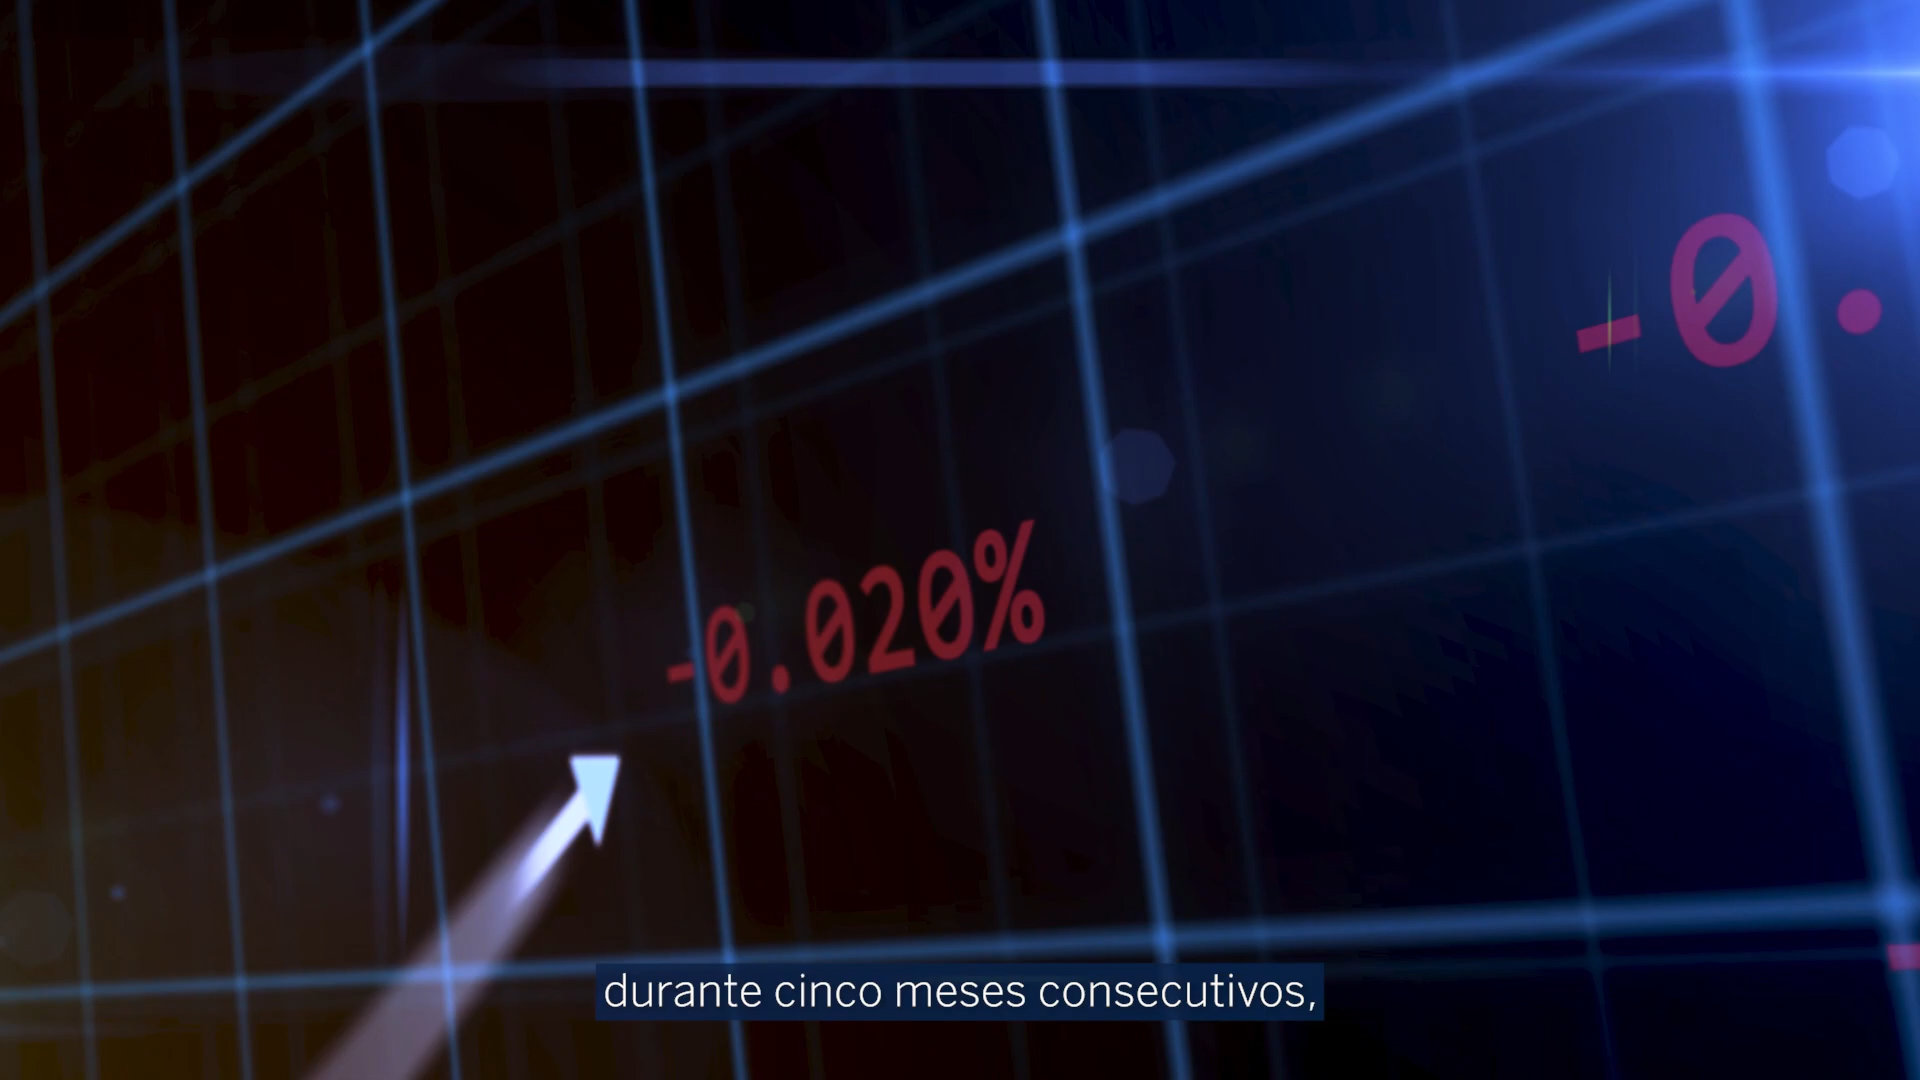 -0.
-0.020%
durante cinco meses consecutivos,